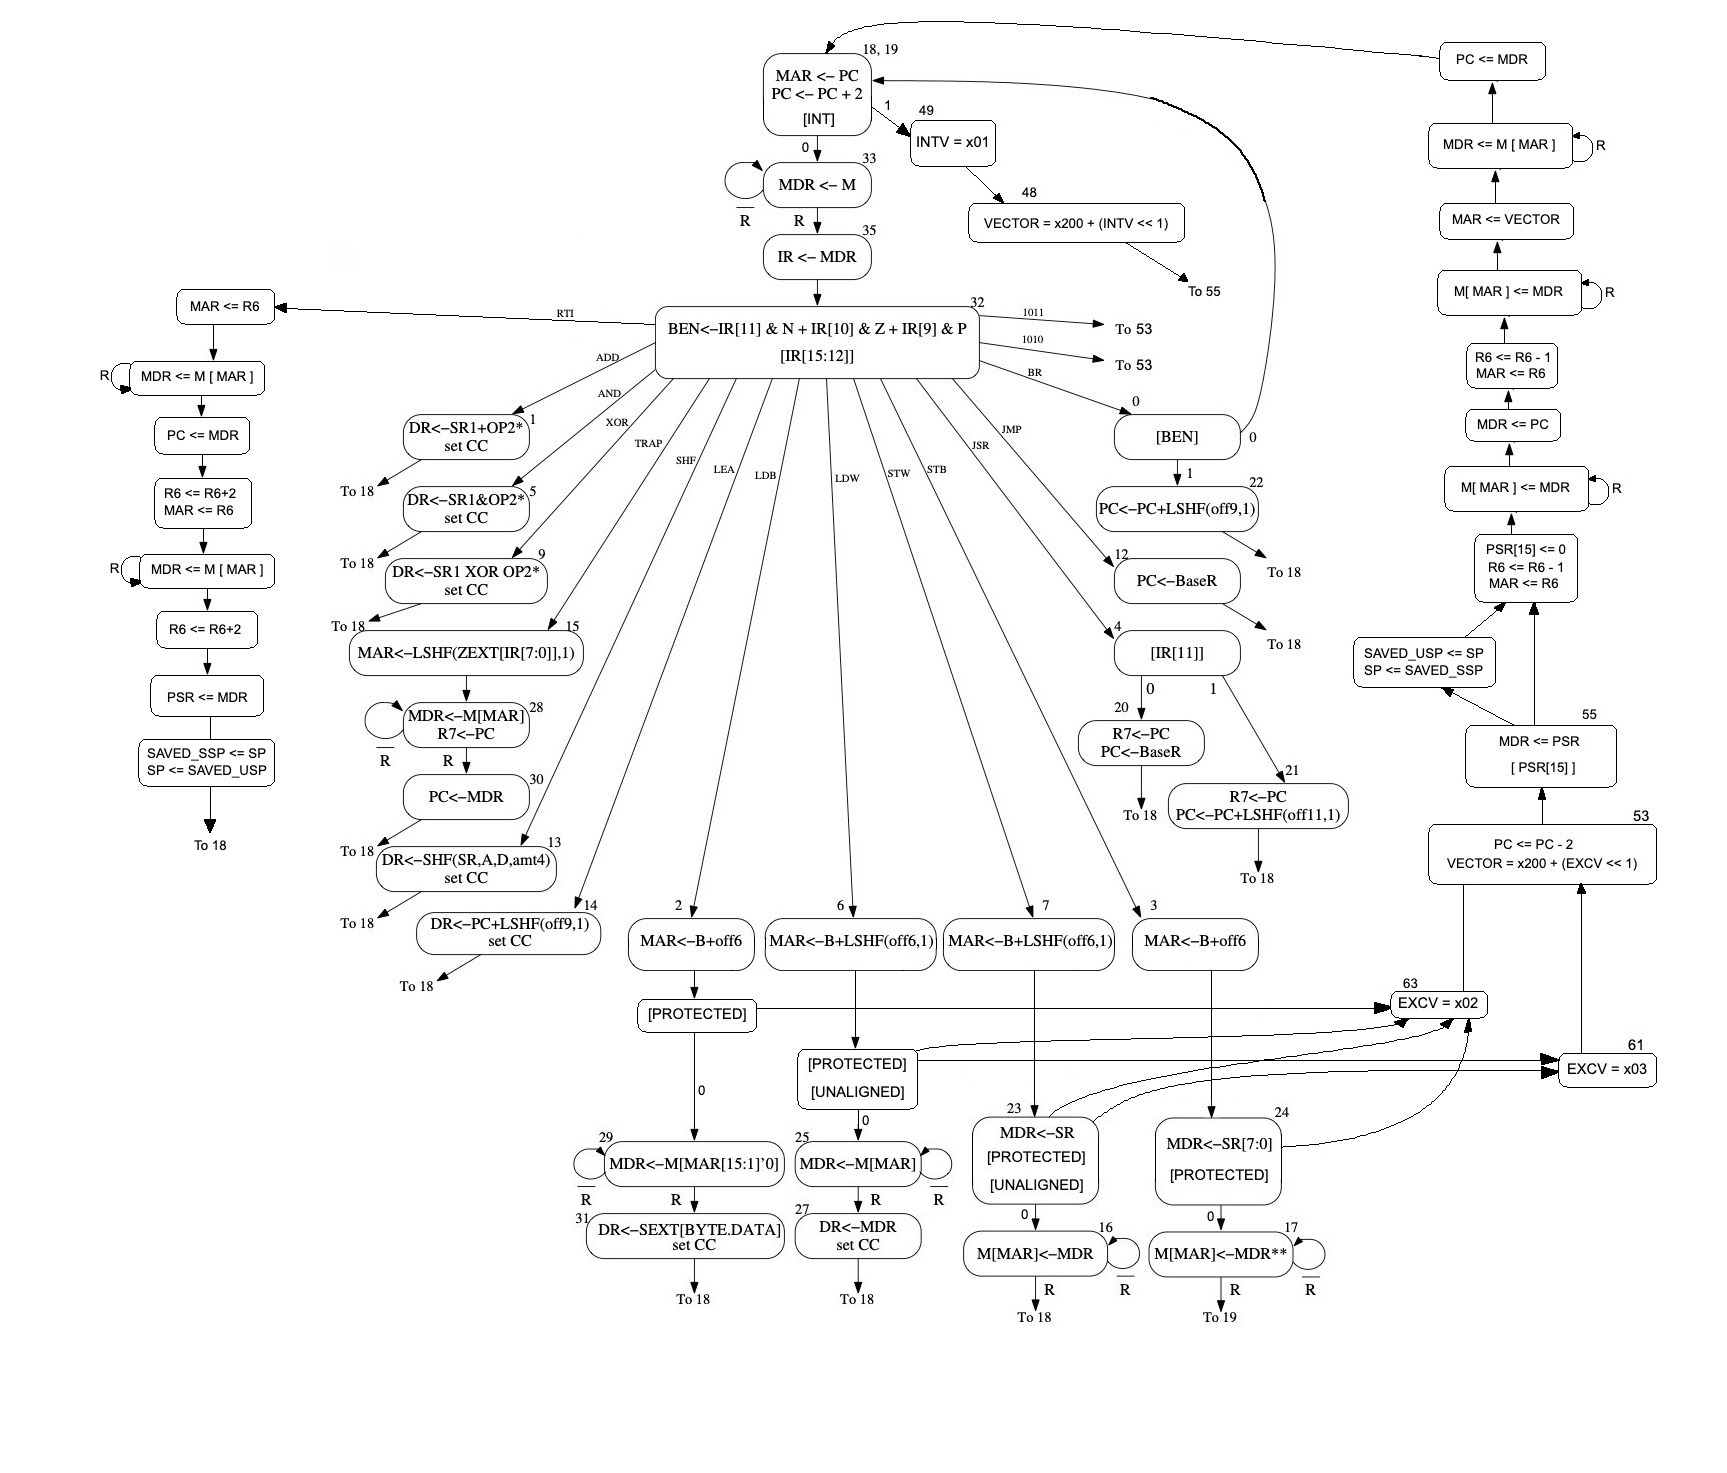 18, 19
MAR <– PC
PC <– PC + 2
[INT]
1
0
49
INTV = x01
48
VECTOR = x200 + (INTV << 1)
To 55
33
MDR <– M
R
R
35
IR <– MDR
32
BEN<–IR[11] & N + IR[10] & Z + IR[9] & P
[IR[15:12]]
RTI
1011
To 53
1010
To 53
BR
ADD
AND
XOR
TRAP
SHF
LEA
LDB
LDW
STW
STB
JSR
JMP
MAR <= R6
MDR <= M [ MAR ]
R
PC <= MDR
R6 <= R6+2
MAR <= R6
MDR <= M [ MAR ]
R
R6 <= R6+2
PSR <= MDR
SAVED_SSP <= SP
SP <= SAVED_USP
To 18
1
DR<–SR1+OP2*
set CC
To 18
5
DR<–SR1&OP2*
set CC
To 18
9
DR<–SR1 XOR OP2*
set CC
To 18
15
MAR<–LSHF(ZEXT[IR[7:0]],1)
28
MDR<–M[MAR]
R7<–PC
R
R
30
PC<–MDR
To 18
13
DR<–SHF(SR,A,D,amt4)
set CC
To 18
14
DR<–PC+LSHF(off9,1)
set CC
To 18
0
[BEN]
0
1
22
PC<–PC+LSHF(off9,1)
To 18
12
PC<–BaseR
To 18
4
[IR[11]]
0
1
20
R7<–PC
PC<–BaseR
To 18
21
R7<–PC
PC<–PC+LSHF(off11,1)
To 18
2
MAR<–B+off6
[PROTECTED]
0
29
MDR<–M[MAR[15:1]’0]
R
R
31
DR<–SEXT[BYTE.DATA]
set CC
To 18
6
MAR<–B+LSHF(off6,1)
[PROTECTED]
[UNALIGNED]
0
25
MDR<–M[MAR]
R
R
27
DR<–MDR
set CC
To 18
7
MAR<–B+LSHF(off6,1)
23
MDR<–SR
[PROTECTED]
[UNALIGNED]
0
16
M[MAR]<–MDR
R
R
To 18
3
MAR<–B+off6
24
MDR<–SR[7:0]
[PROTECTED]
0
17
M[MAR]<–MDR**
R
R
To 19
PC <= MDR
MDR <= M [ MAR ]
R
MAR <= VECTOR
M[ MAR ] <= MDR
R
R6 <= R6 - 1
MAR <= R6
MDR <= PC
M[ MAR ] <= MDR
R
PSR[15] <= 0
R6 <= R6 - 1
MAR <= R6
SAVED_USP <= SP
SP <= SAVED_SSP
55
MDR <= PSR
[ PSR[15] ]
53
PC <= PC - 2
VECTOR = x200 + (EXCV << 1)
63
EXCV = x02
61
EXCV = x03